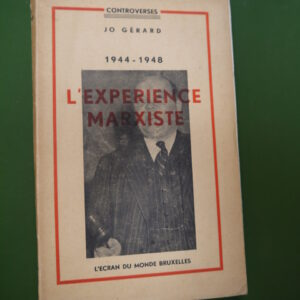 CONTROVERSES
JO GÉRARD
1944-1948
L'EXPERIENCE
MARXISTE
L'ECRAN DU MONDE BRUXELLES